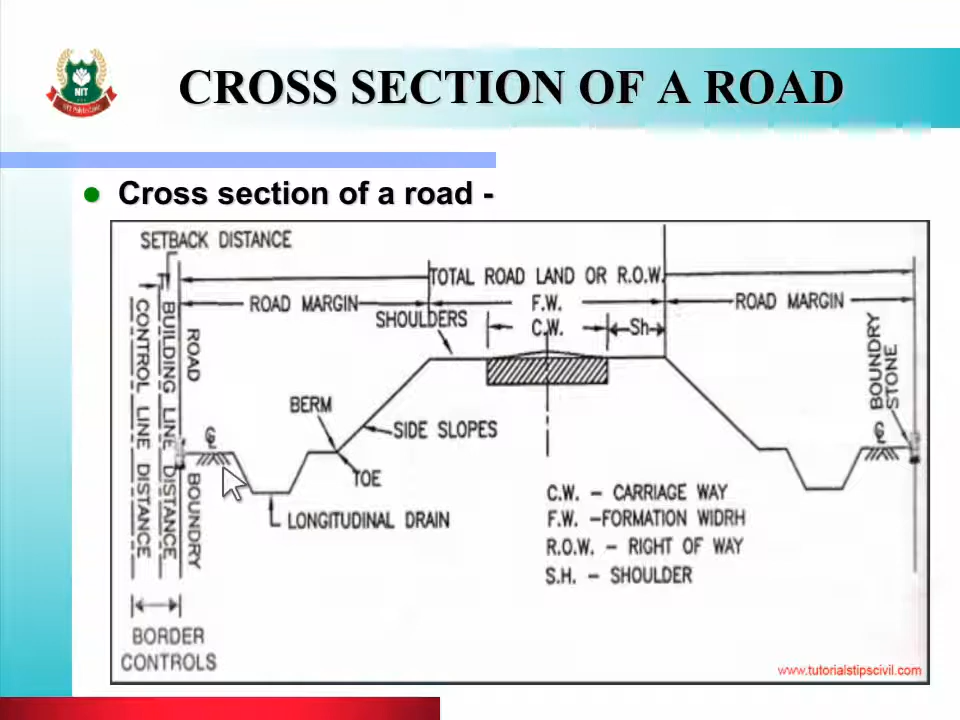 CROSS SECTION OF A ROAD
NIT
Cross section of a road -
SETBACK DISTANCE
TOTAL ROAD LAND OR R.O.W.
ROAD MARGIN
F.W.
ROAD MARGIN
SHOULDERS
C.W.
Sh
CONTROL LINE DISTANCE
BUILDING LINE DISTANCE
ROAD BOUNDRY
BOUNDRY
STONE
BERM
SIDE SLOPES
TOE
LONGITUDINAL DRAIN
C.W. – CARRIAGE WAY
F.W. –FORMATION WIDRH
R.O.W. – RIGHT OF WAY
S.H. – SHOULDER
BORDER
CONTROLS
www.tutorialstipscivil.com